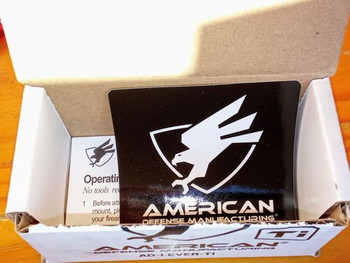 Operatin
No tools re
1 Before att
mount, pl
your firear
AMERICAN
DEFENSE MANUFACTURING
Ti
AMERICAN®
DEFENSE MANUFACTURING
AD-LEVER-TI